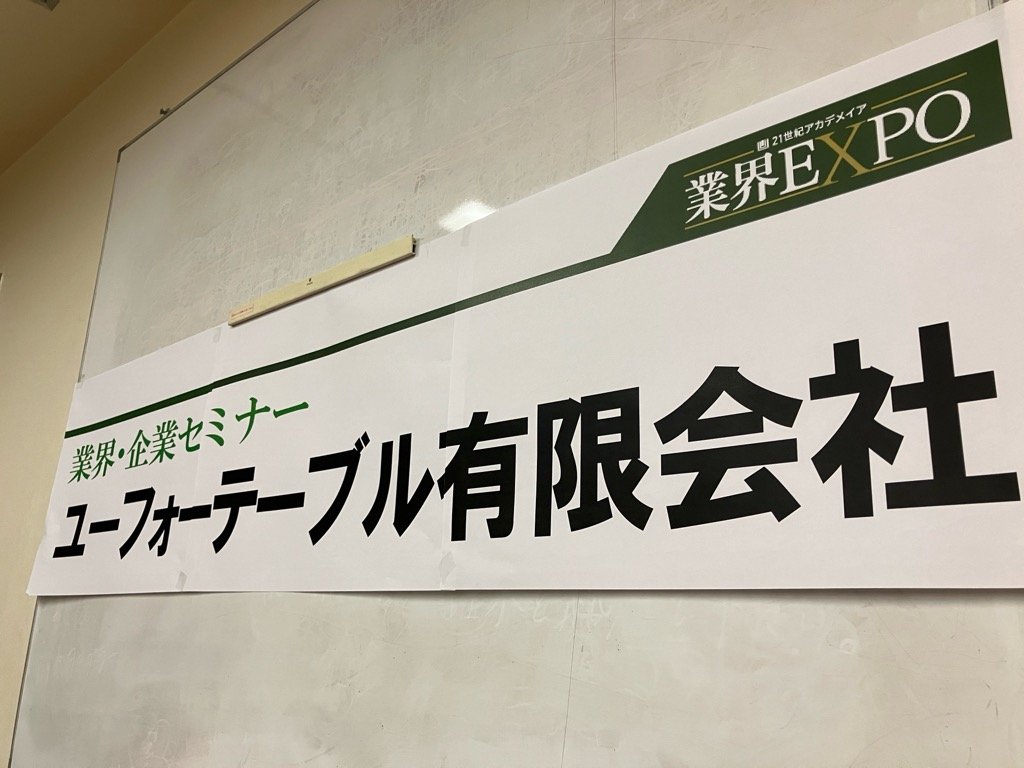 21世紀アカデメイア
業界EXPO
業界・企業セミナー
ユーフォーテーブル有限会社